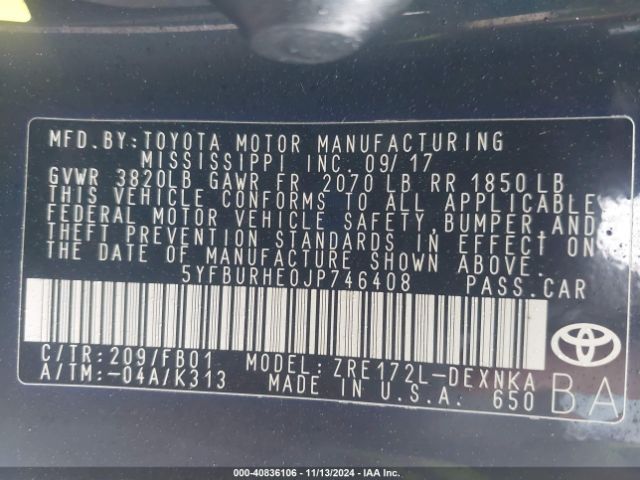 MFD.BY:TOYOTA MOTOR MANUFACTURING
MISSISSIPPI INC. 09/17
GVWR 3820LB GAWR FR 2070 LB RR 1850 LB
THIS VEHICLE CONFORMS TO ALL APPLICABLE
FEDERAL MOTOR VEHICLE SAFETY,BUMPER,AND
THEFT PREVENTION STANDARDS IN EFFECT ON
THE DATE OF MANUFACTURE SHOWN ABOVE.
5YFBURHE0JP746408 PASS.CAR
C/TR:209/FB01 MODEL:ZRE172L-DEXNKA
A/TM:-04A/K313 MADE IN U.S.A. 650
BA
©40836106 - 11/13/2024 - IAA Inc.